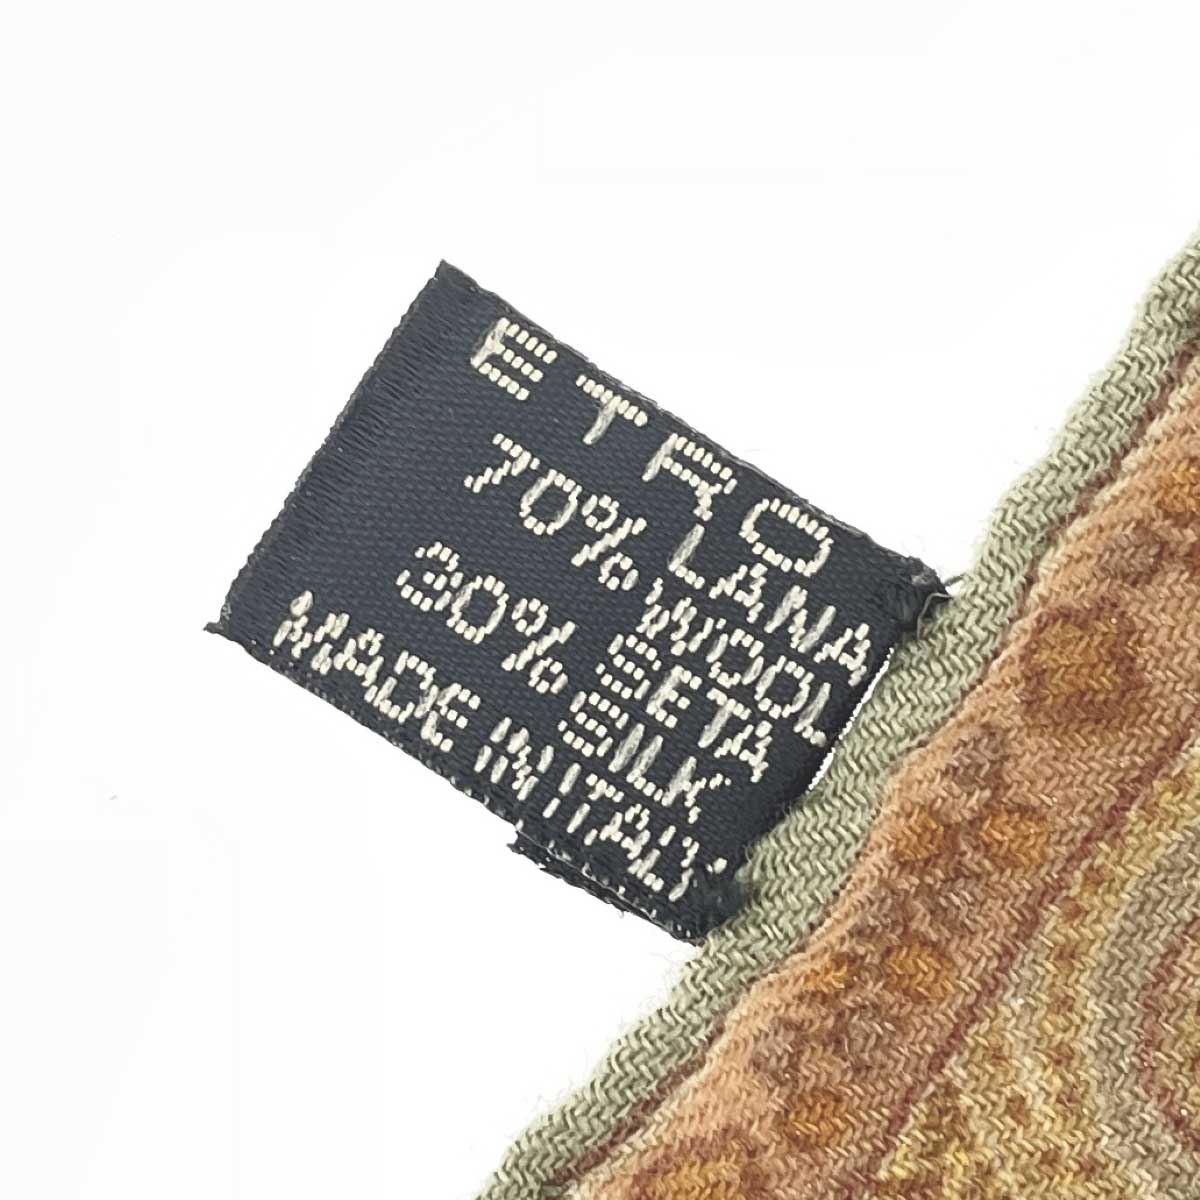 ETRO
70% LANA
WOOL
30% SETA
SILK
MADE IN ITALY